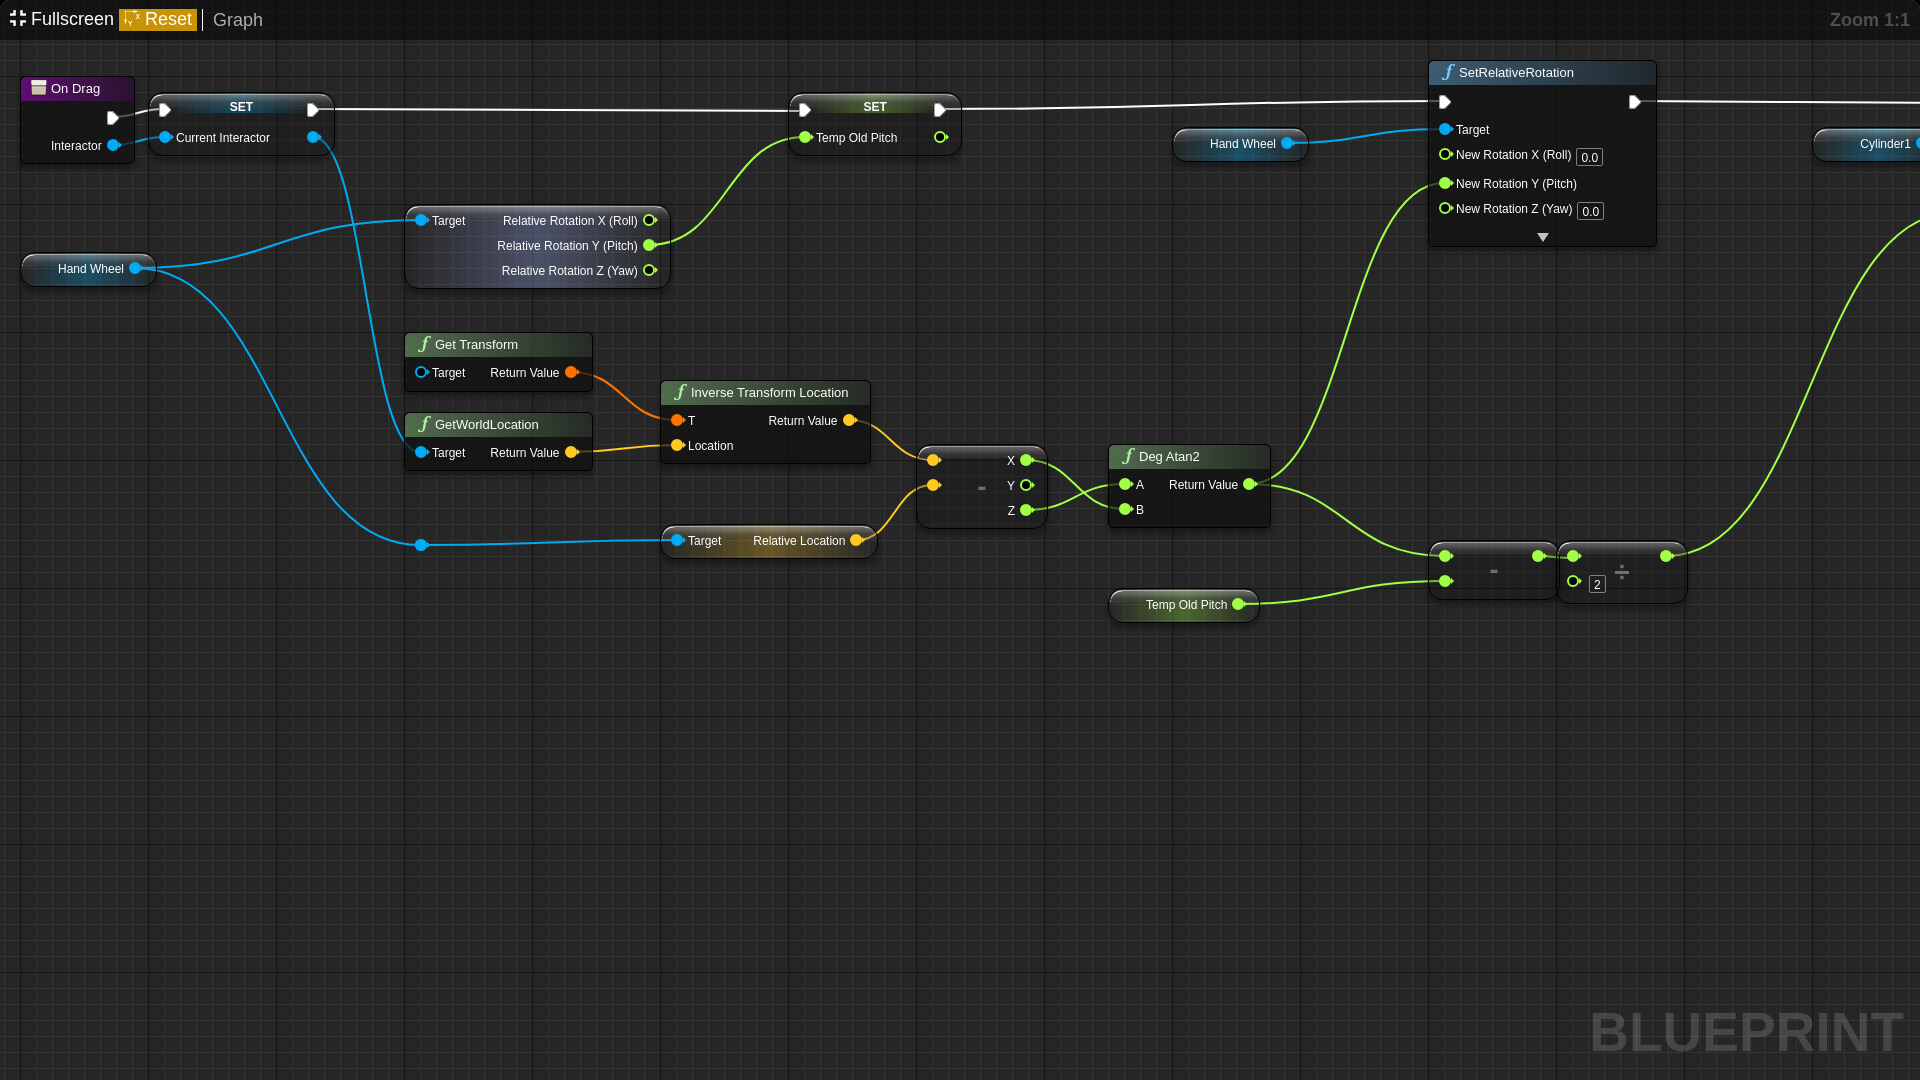 Fullscreen Reset Graph Zoom 1:1
On Drag
Interactor
SET
Current Interactor
SET
Temp Old Pitch
SetRelativeRotation
Target
New Rotation X (Roll) 0.0
New Rotation Y (Pitch)
New Rotation Z (Yaw) 0.0
Hand Wheel
Cylinder1
Target Relative Rotation X (Roll)
Relative Rotation Y (Pitch)
Relative Rotation Z (Yaw)
Hand Wheel
Get Transform
Target Return Value
GetWorldLocation
Target Return Value
Inverse Transform Location
T Return Value
Location
Target Relative Location
X
- Y
Z
Deg Atan2
A Return Value
B
Temp Old Pitch
-
2 ÷
BLUEPRINT